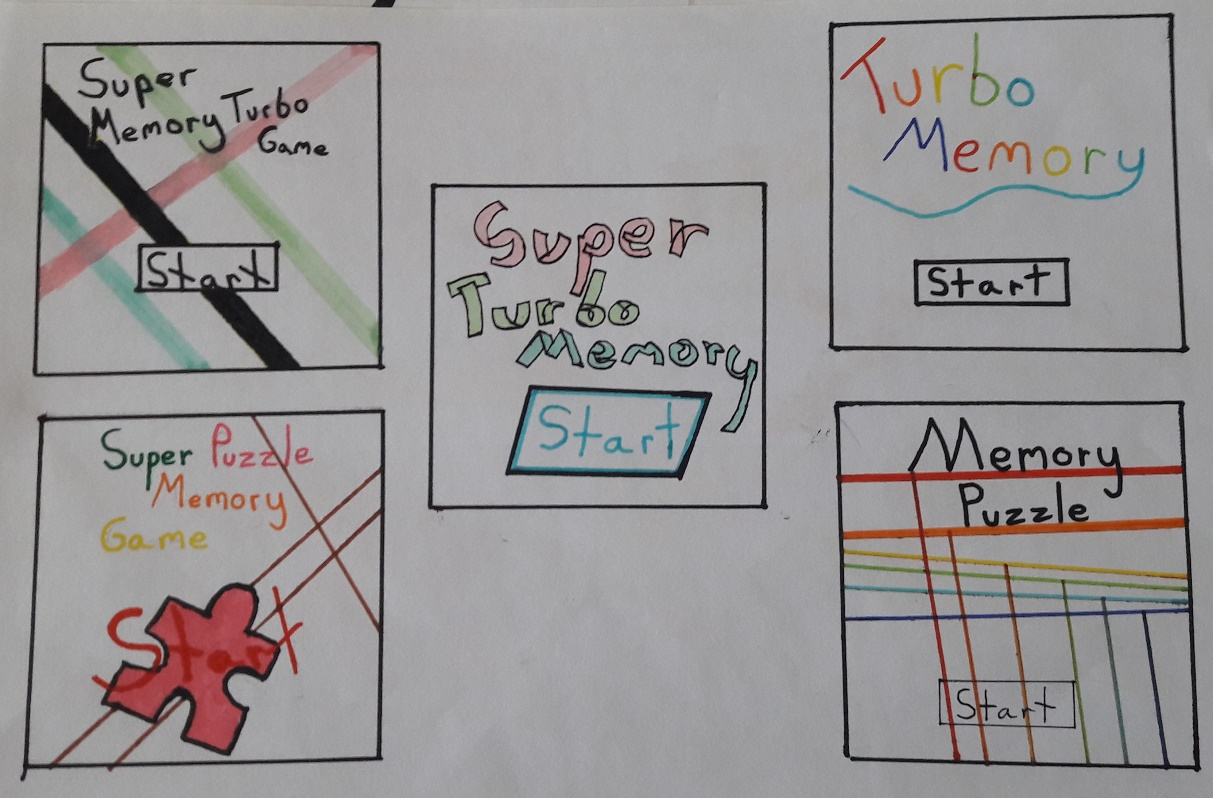 Super
Memory Turbo
Game
Start
Super
Turbo
Memory
Start
Turbo
Memory
Start
Super Puzzle
Memory
Game
Start
Memory
Puzzle
Start